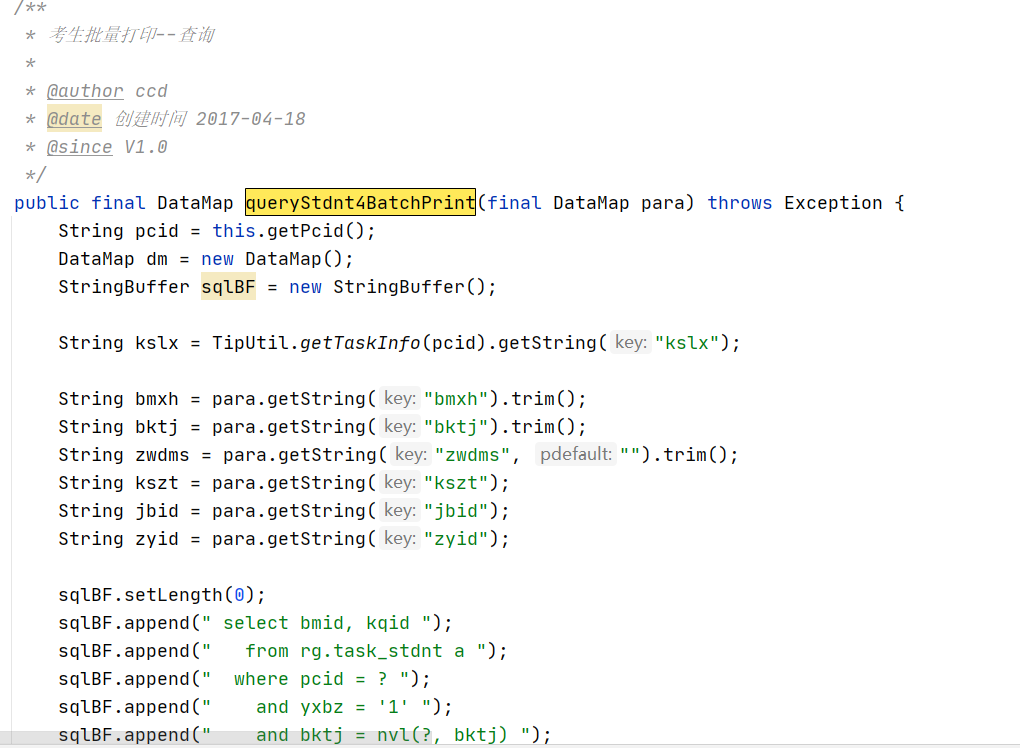 /**
 * 考生批量打印--查询
 *
 * @author ccd
 * @date 创建时间 2017-04-18
 * @since V1.0
 */
public final DataMap queryStdnt4BatchPrint(final DataMap para) throws Exception {
    String pcid = this.getPcid();
    DataMap dm = new DataMap();
    StringBuffer sqlBF = new StringBuffer();

    String kslx = TipUtil.getTaskInfo(pcid).getString( key: "kslx");

    String bmxh = para.getString( key: "bmxh").trim();
    String bktj = para.getString( key: "bktj").trim();
    String zwdms = para.getString( key: "zwdms", pdefault: "").trim();
    String kszt = para.getString( key: "kszt");
    String jbid = para.getString( key: "jbid");
    String zyid = para.getString( key: "zyid");

    sqlBF.setLength(0);
    sqlBF.append(" select bmid, kqid ");
    sqlBF.append("   from rg.task_stdnt a ");
    sqlBF.append("  where pcid = ? ");
    sqlBF.append("    and yxbz = '1' ");
    sqlBF.append("    and bktj = nvl(?, bktj) ");